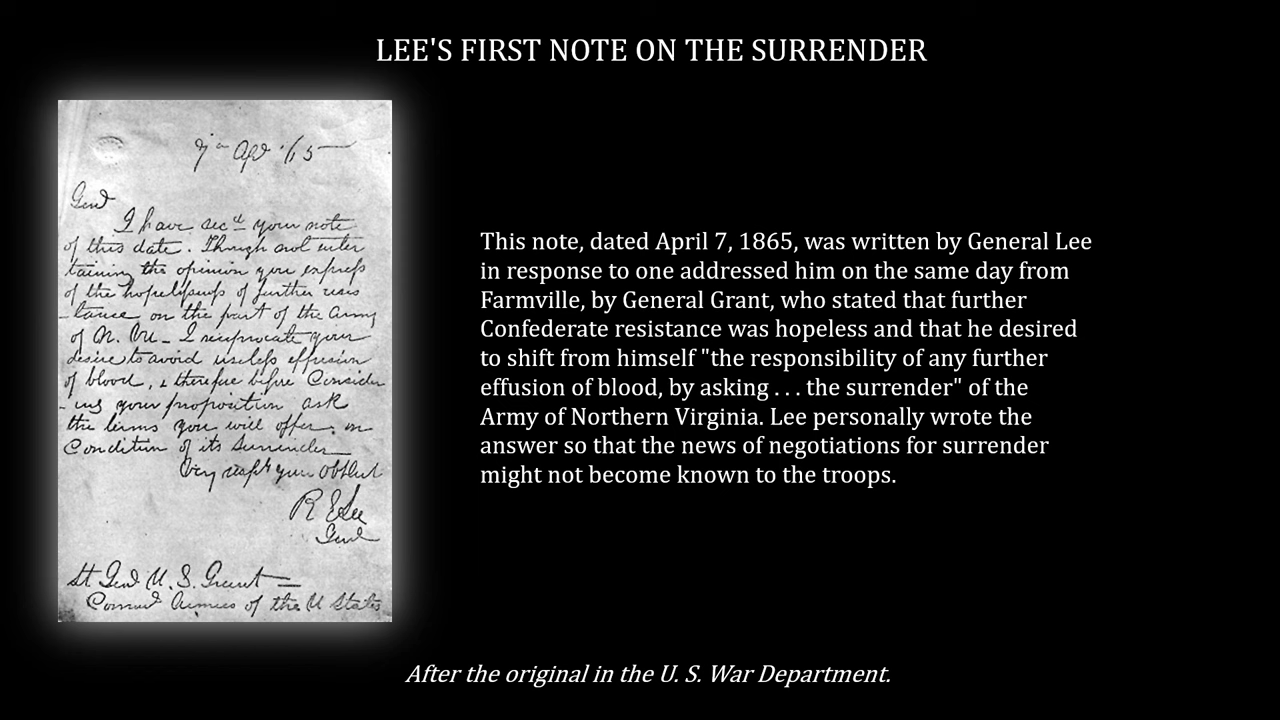 LEE'S FIRST NOTE ON THE SURRENDER
7th Apl '65
Genl
I have recd your note
of this date. Though not enter
taining the opinion you express
of the hopelessness of further resis
-tance on the part of the Army
of N. Va - I reciprocate your
desire to avoid useless effusion
of blood, & therefore before Consider
-ing your proposition ask
the terms you will offer on
Condition of its Surrender
Very respy your obt Servt
R E Lee
Genl
Lt Genl U. S. Grant
Commd Armies of the U States
This note, dated April 7, 1865, was written by General Lee
in response to one addressed him on the same day from
Farmville, by General Grant, who stated that further
Confederate resistance was hopeless and that he desired
to shift from himself "the responsibility of any further
effusion of blood, by asking . . . the surrender" of the
Army of Northern Virginia. Lee personally wrote the
answer so that the news of negotiations for surrender
might not become known to the troops.
After the original in the U. S. War Department.